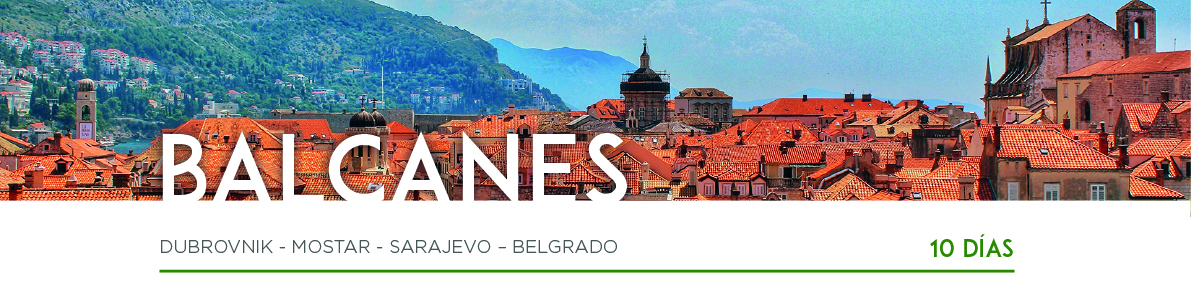 BALCANES
DUBROVNIK - MOSTAR - SARAJEVO – BELGRADO
10 DÍAS